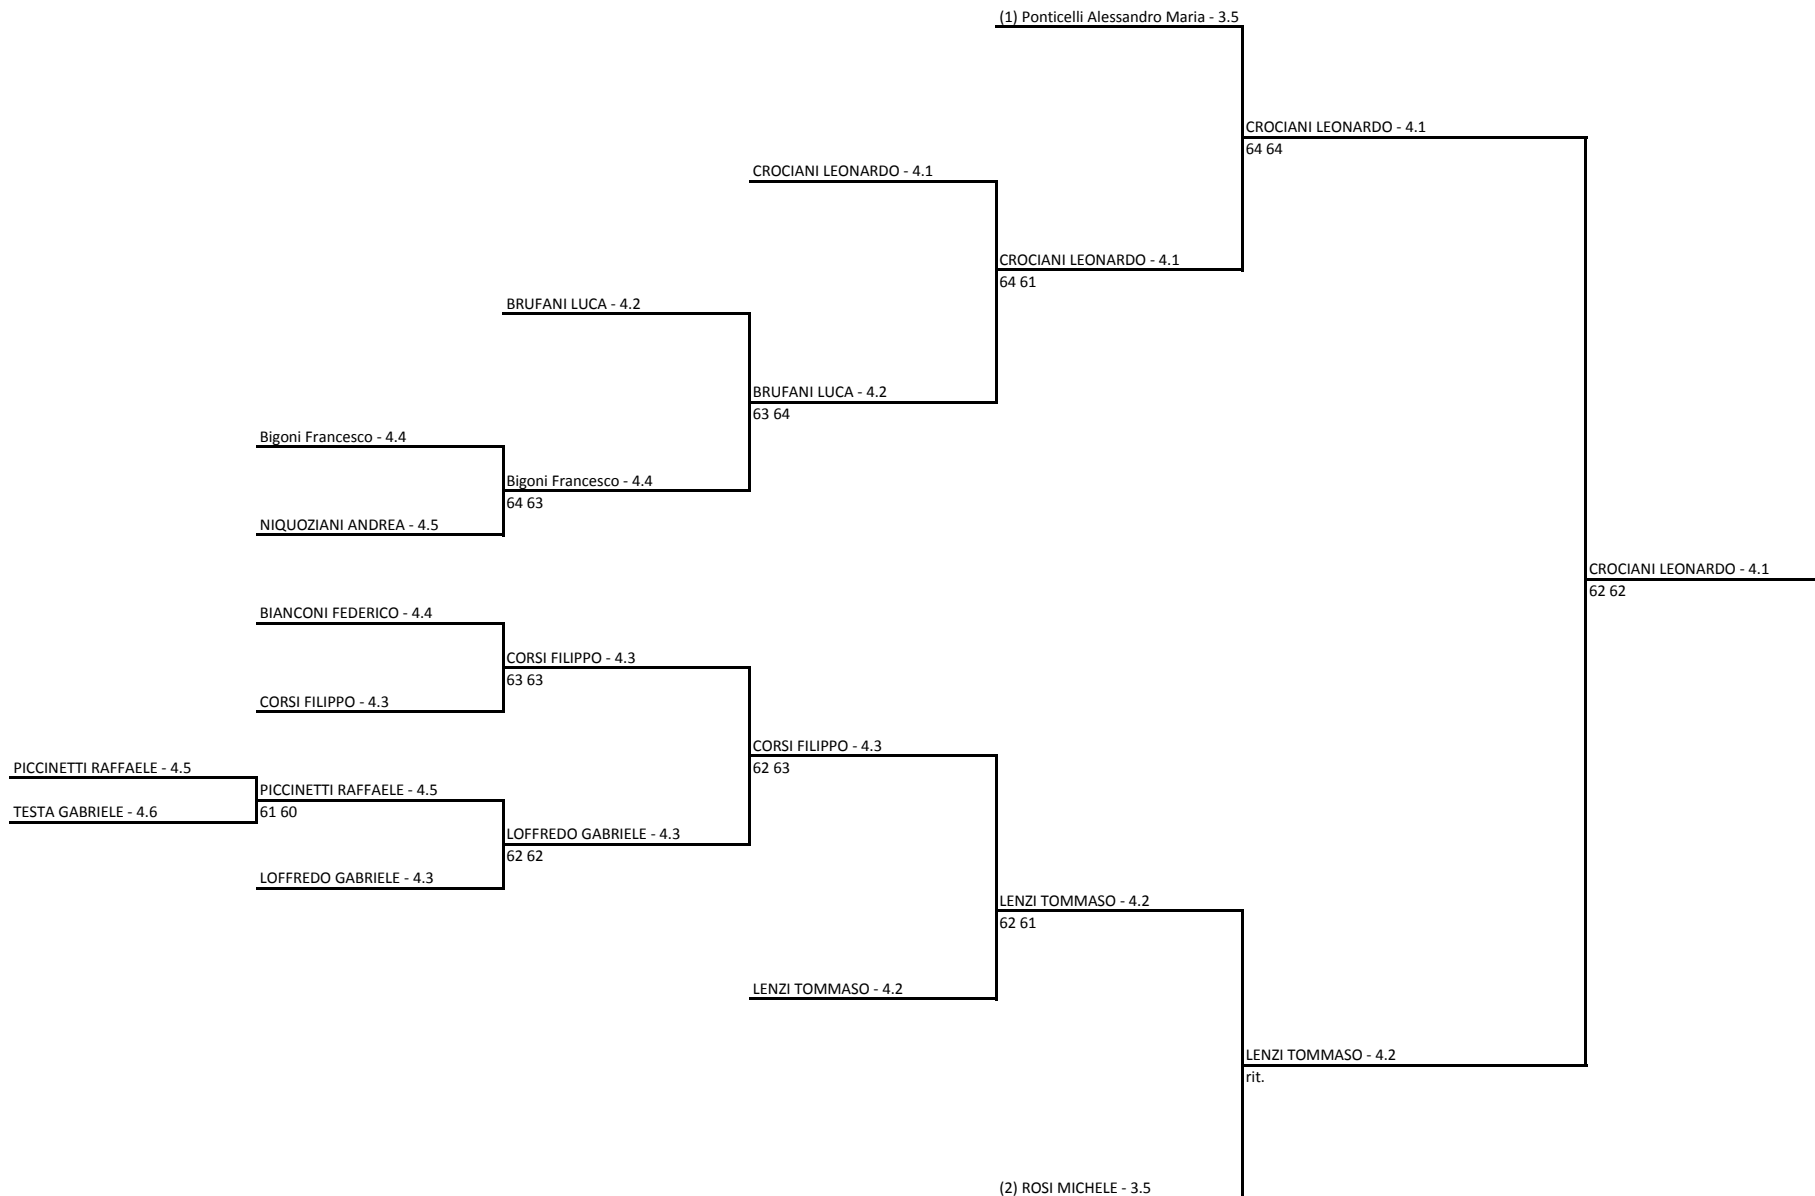 (1) Ponticelli Alessandro Maria - 3.5
CROCIANI LEONARDO - 4.1
64 64
CROCIANI LEONARDO - 4.1
CROCIANI LEONARDO - 4.1
64 61
BRUFANI LUCA - 4.2
BRUFANI LUCA - 4.2
63 64
Bigoni Francesco - 4.4
Bigoni Francesco - 4.4
64 63
NIQUOZIANI ANDREA - 4.5
CROCIANI LEONARDO - 4.1
62 62
BIANCONI FEDERICO - 4.4
CORSI FILIPPO - 4.3
63 63
CORSI FILIPPO - 4.3
CORSI FILIPPO - 4.3
62 63
PICCINETTI RAFFAELE - 4.5
PICCINETTI RAFFAELE - 4.5
61 60
TESTA GABRIELE - 4.6
LOFFREDO GABRIELE - 4.3
62 62
LOFFREDO GABRIELE - 4.3
LENZI TOMMASO - 4.2
62 61
LENZI TOMMASO - 4.2
LENZI TOMMASO - 4.2
rit.
(2) ROSI MICHELE - 3.5